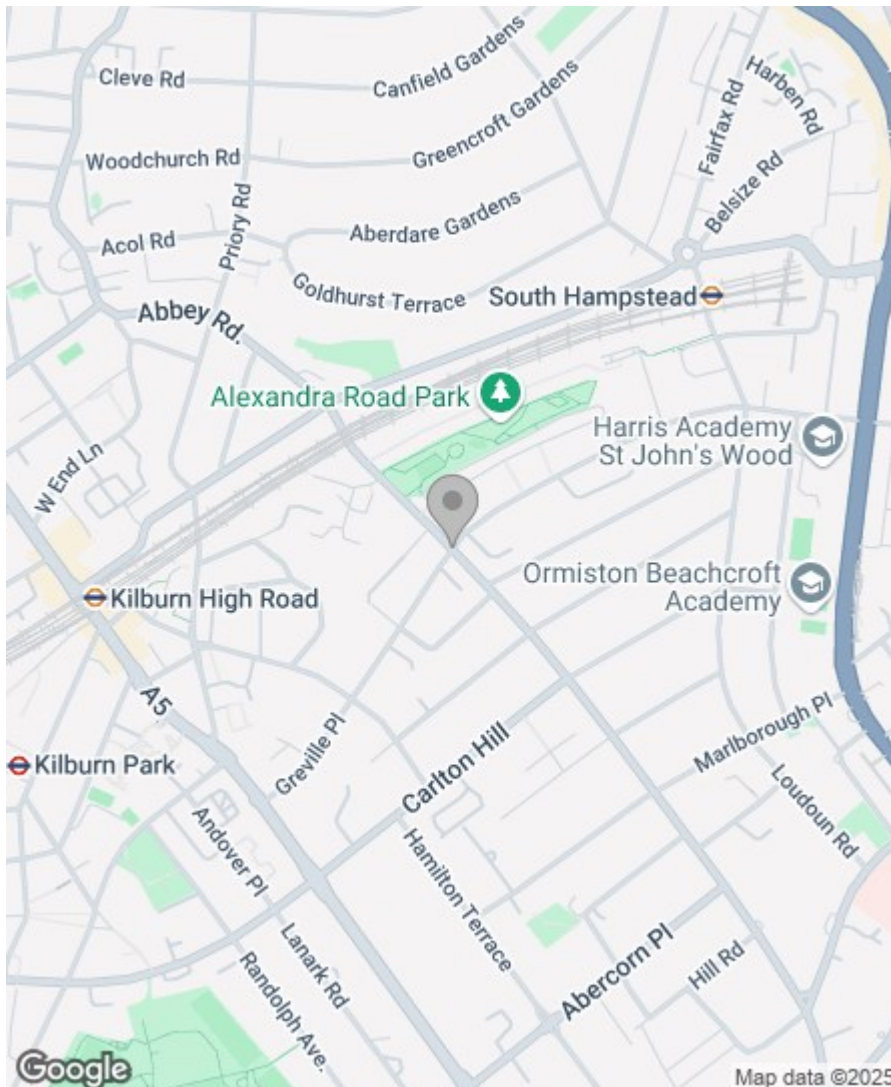 Canfield Gardens
Cleve Rd
Greencroft Gardens
Harben Rd
Fairfax Rd
Woodchurch Rd
Belsize Rd
Priory Rd
Aberdare Gardens
Acol Rd
Goldhurst Terrace
South Hampstead
Abbey Rd.
Alexandra Road Park
Harris Academy
St John's Wood
W End Ln
Ormiston Beachcroft
Academy
Kilburn High Road
A5
Marlborough Pl
Greville Pl
Carlton Hill
Kilburn Park
Loudoun Rd
Andover Pl
Hamilton Terrace
Lanark Rd
Abercorn Pl
Hill Rd
Randolph Ave.
Google
Map data ©2025